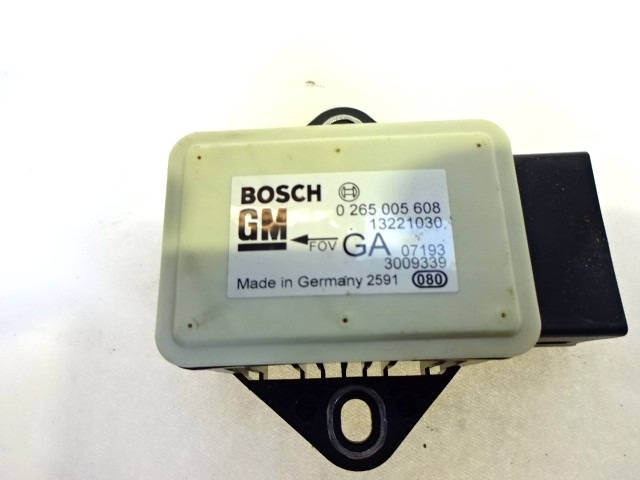 BOSCH
0 265 005 608
GM 13221030
FOV GA 07193
3009339
Made in Germany 2591 080